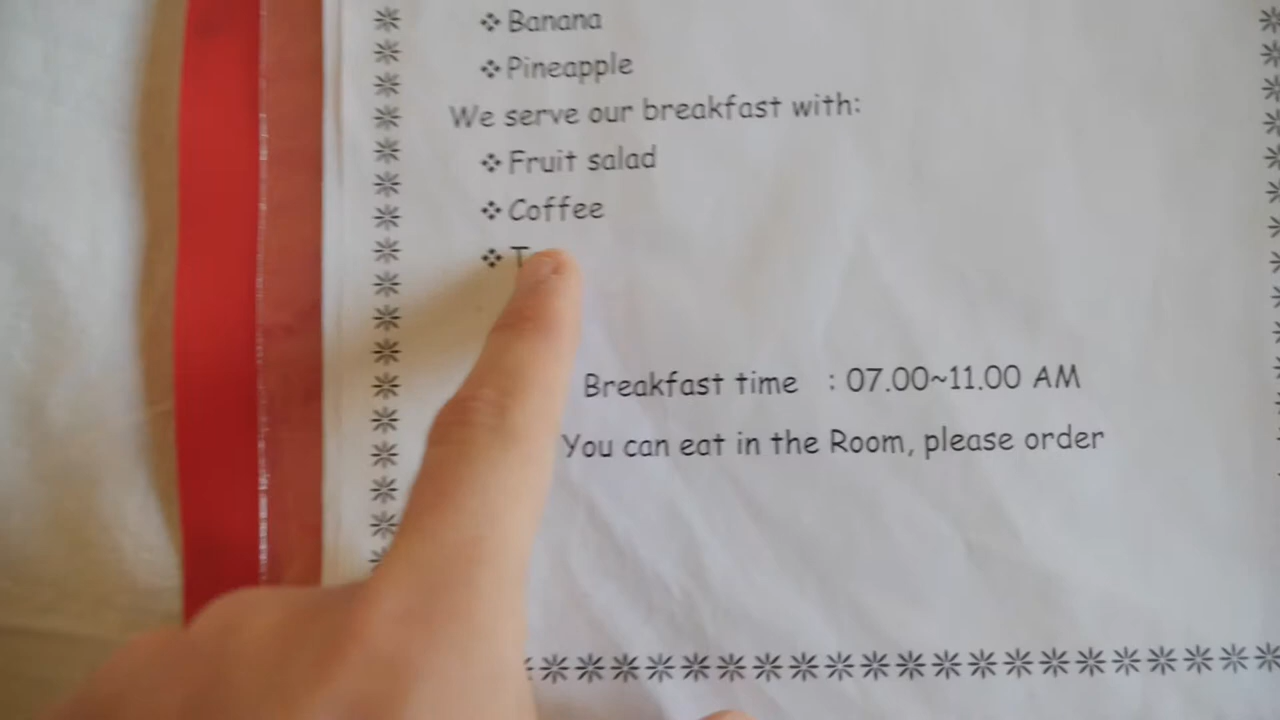 Banana
Pineapple
We serve our breakfast with:
Fruit salad
Coffee
Breakfast time : 07.00~11.00 AM
You can eat in the Room, please order